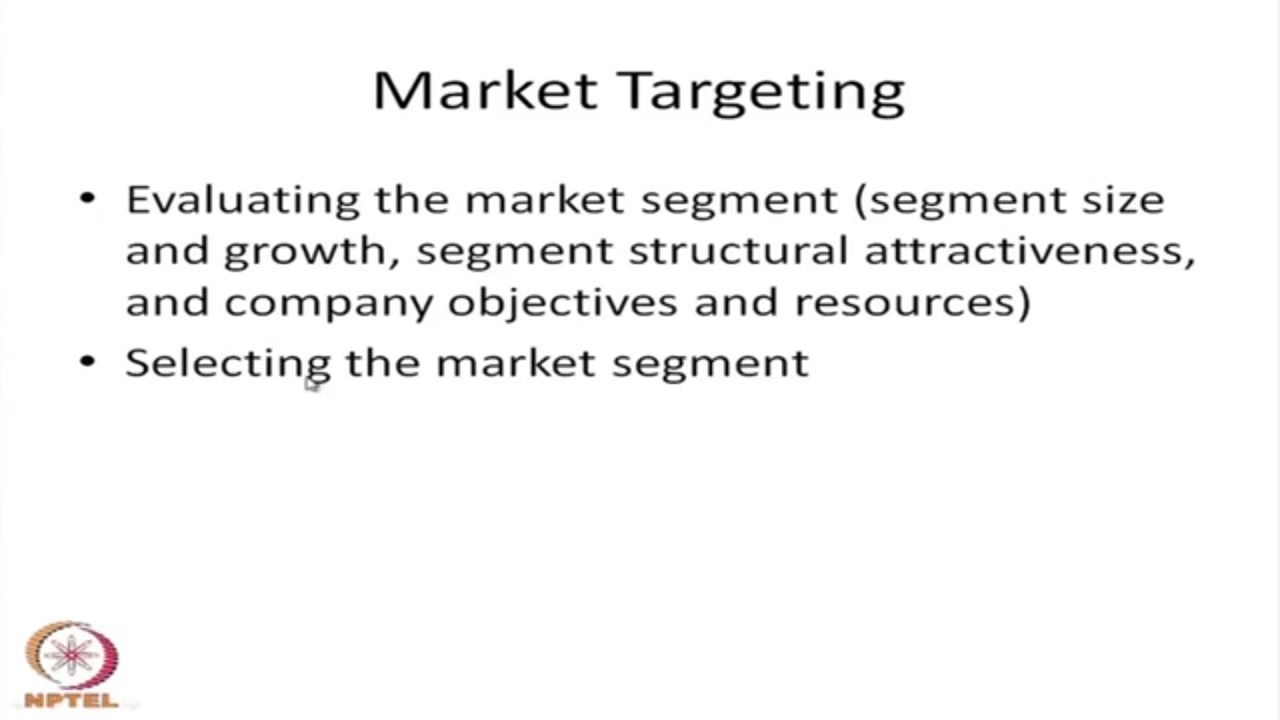 Market Targeting
• Evaluating the market segment (segment size
and growth, segment structural attractiveness,
and company objectives and resources)
• Selecting the market segment
NPTEL